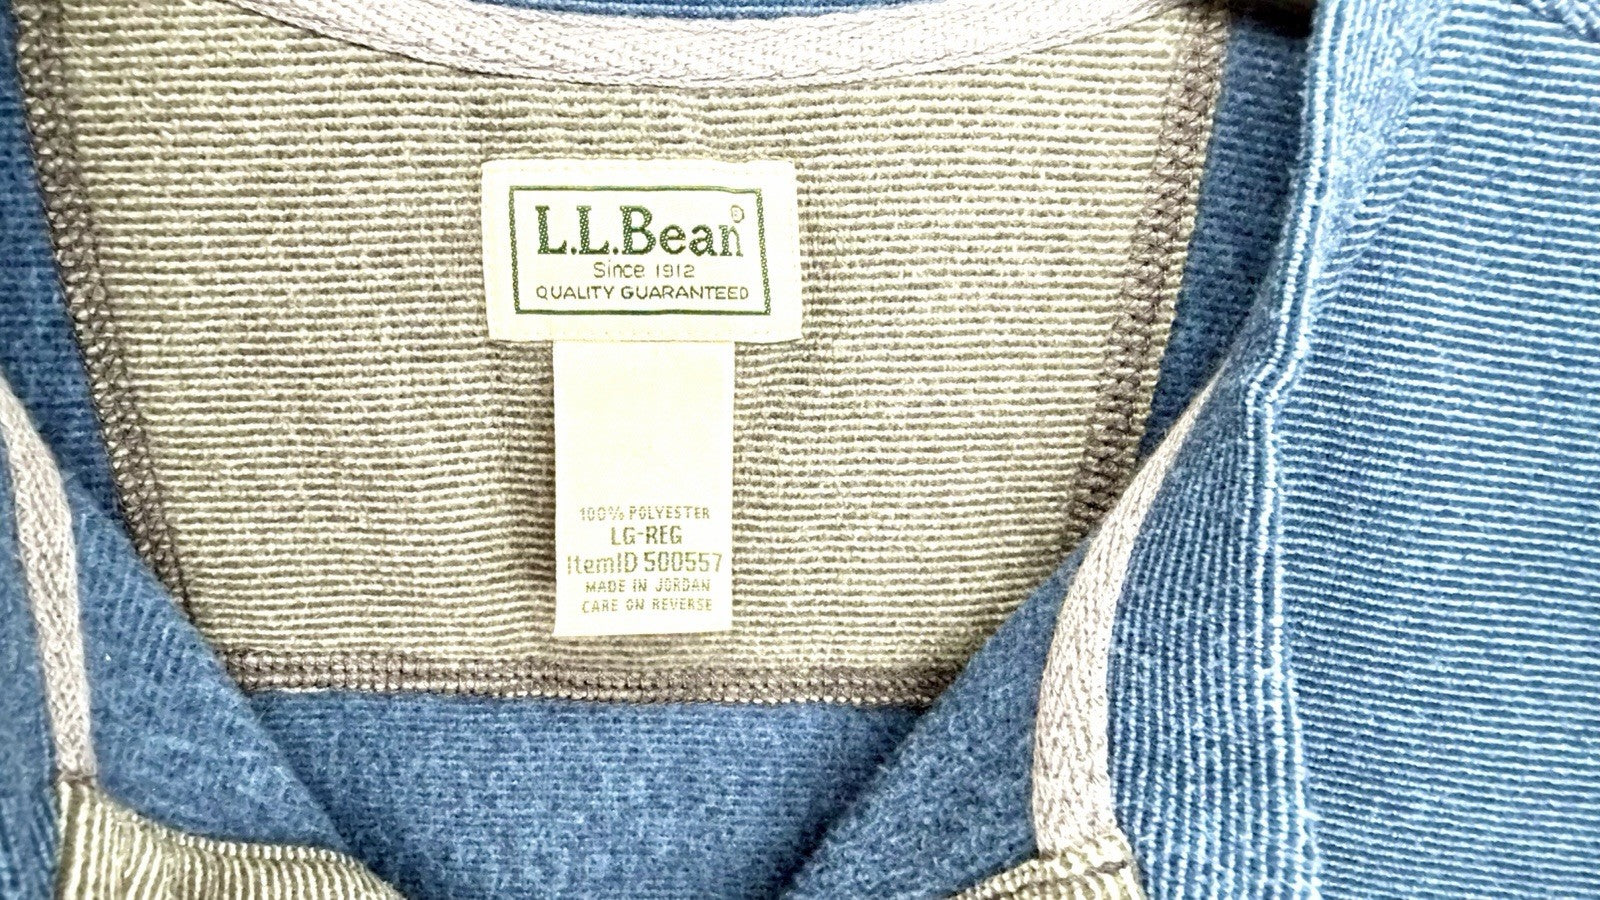 L.L.Bean®
Since 1912
QUALITY GUARANTEED
100% POLYESTER
LG-REG
ItemID 500557
MADE IN JORDAN
CARE ON REVERSE